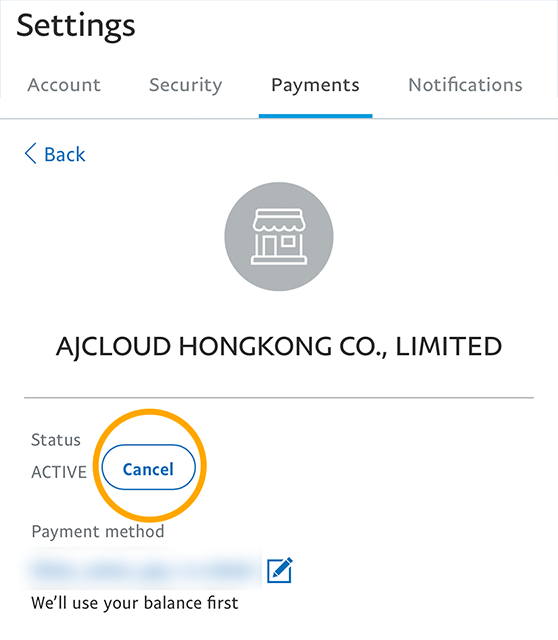 Settings
Account Security Payments Notifications
Back
AJCLOUD HONGKONG CO., LIMITED
Status
ACTIVE Cancel
Payment method
We’ll use your balance first